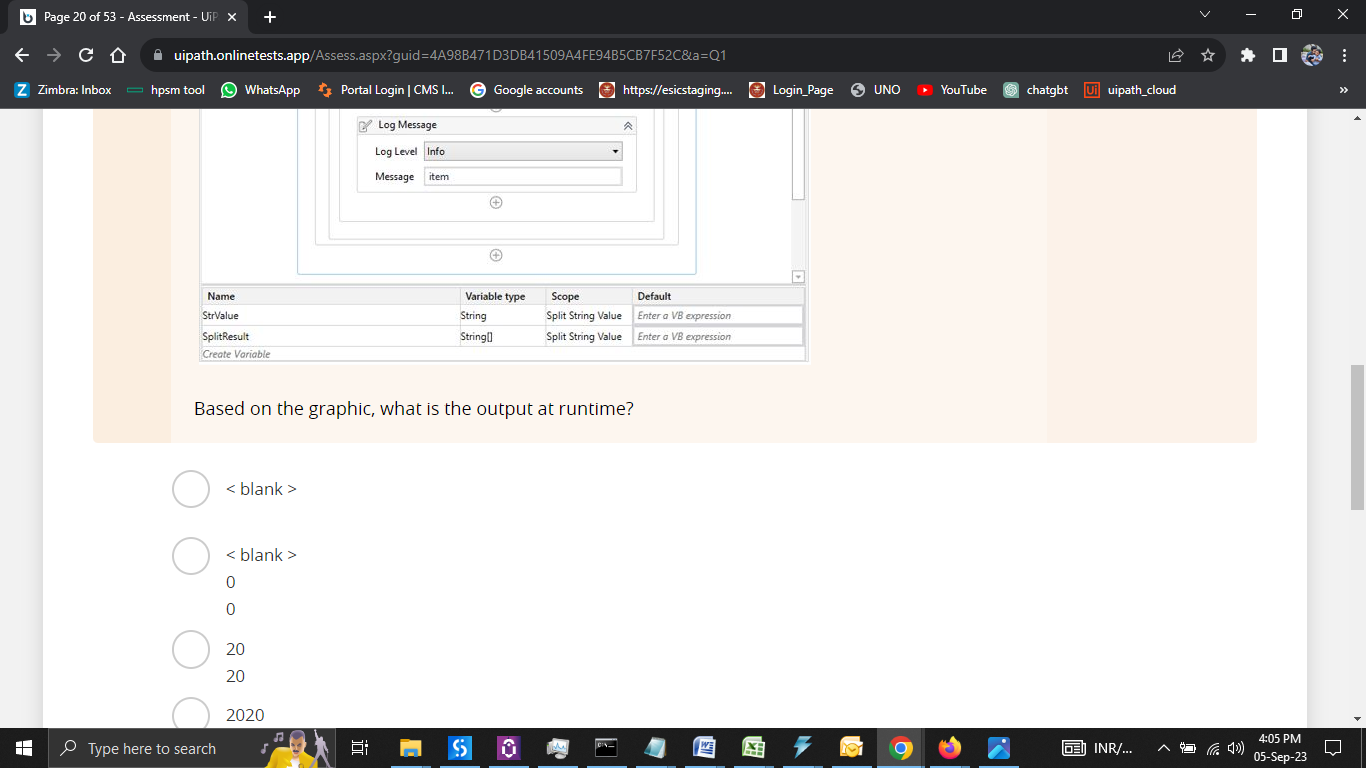 Page 20 of 53 - Assessment - UiP
uipath.onlinetests.app/Assess.aspx?guid=4A98B471D3DB41509A4FE94B5CB7F52C&a=Q1
Zimbra: Inbox hpsm tool WhatsApp Portal Login | CMS I... Google accounts https://esicstaging.... Login_Page UNO YouTube chatgbt uipath_cloud »
Log Message
Log Level Info
Message item
Name Variable type Scope Default
StrValue String Split String Value Enter a VB expression
SplitResult String[] Split String Value Enter a VB expression
Create Variable
Based on the graphic, what is the output at runtime?
< blank >
< blank >
0
0
20
20
2020
Type here to search
INR/...
4:05 PM
05-Sep-23